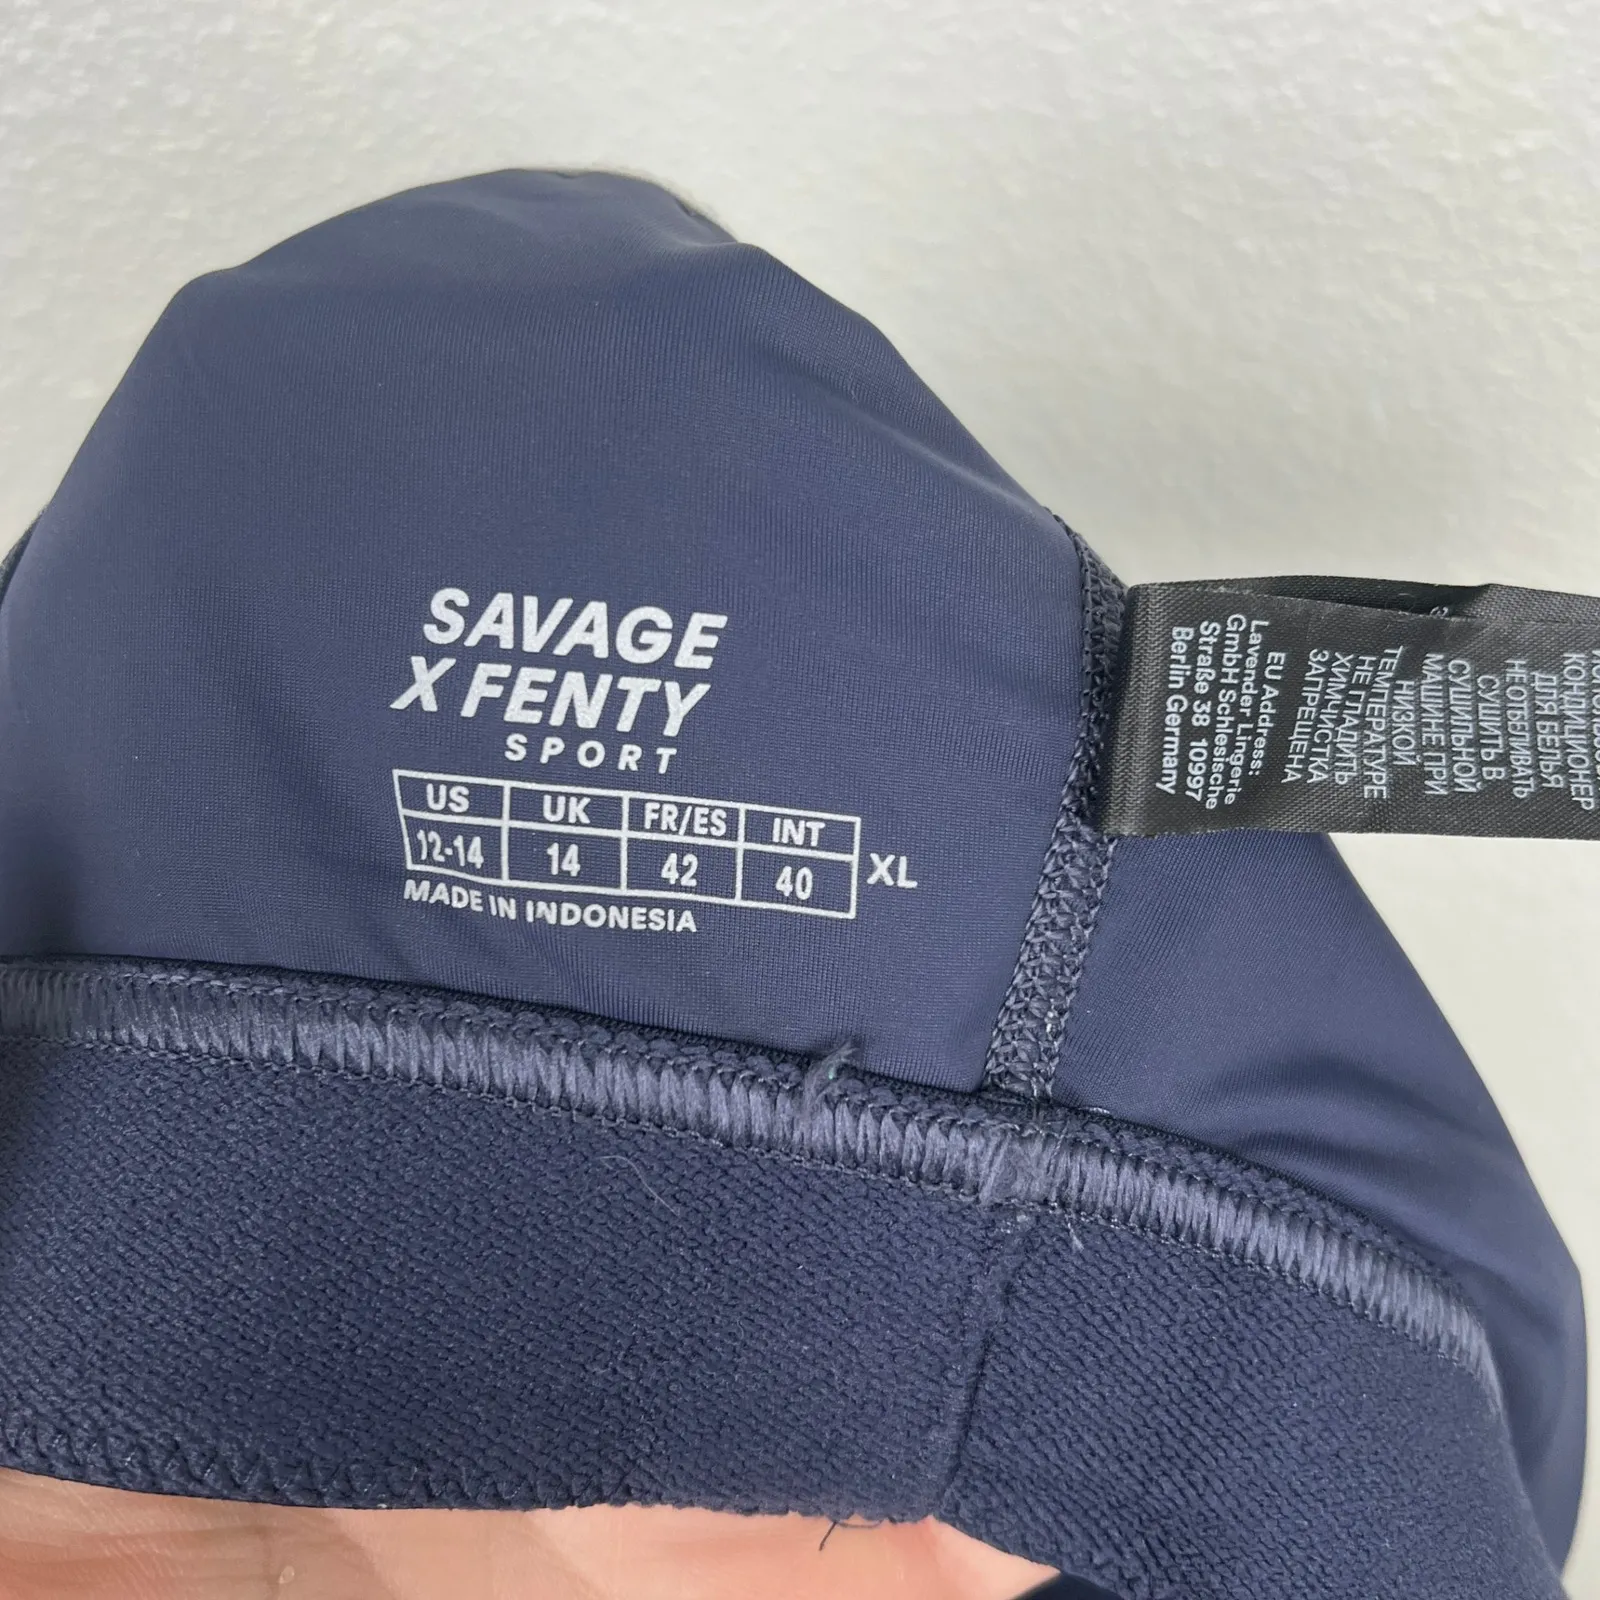 SAVAGE
X FENTY
SPORT
US UK FR/ES INT
12-14 14 42 40 XL
MADE IN INDONESIA
КОНДИЦИОНЕР
ДЛЯ БЕЛЬЯ
НЕ ОТБЕЛИВАТЬ
СУШИТЬ В
СУШИЛЬНОЙ
МАШИНЕ ПРИ
НИЗКОЙ
ТЕМПЕРАТУРЕ
НЕ ГЛАДИТЬ
ХИМЧИСТКА
ЗАПРЕЩЕНА
EU Address:
Lavender Lingerie
GmbH Schlesische
Straße 38 10997
Berlin Germany